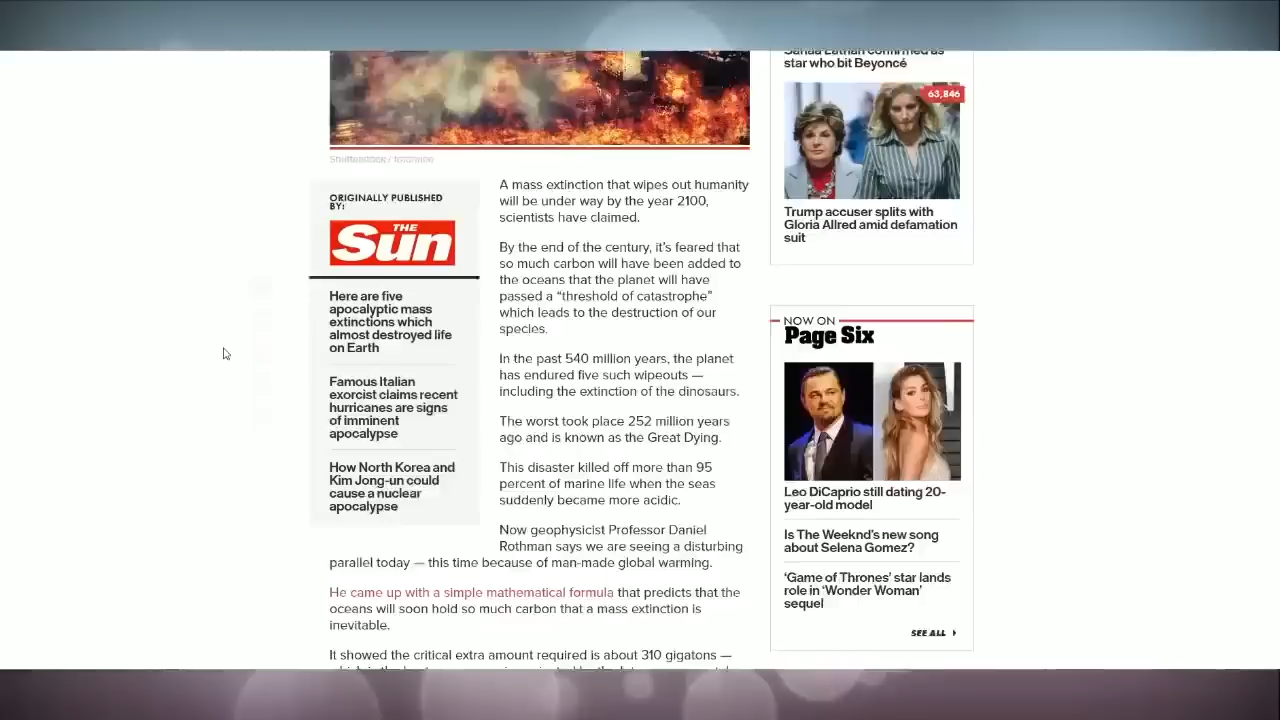 Sanaa Lathan confirmed as
star who bit Beyoncé
63,846
Trump accuser splits with
Gloria Allred amid defamation
suit
NOW ON
Page Six
Leo DiCaprio still dating 20-
year-old model
Is The Weeknd's new song
about Selena Gomez?
'Game of Thrones' star lands
role in 'Wonder Woman'
sequel
SEE ALL
Shutterstock /
ORIGINALLY PUBLISHED
BY:
THE
Sun
Here are five
apocalyptic mass
extinctions which
almost destroyed life
on Earth
Famous Italian
exorcist claims recent
hurricanes are signs
of imminent
apocalypse
How North Korea and
Kim Jong-un could
cause a nuclear
apocalypse
A mass extinction that wipes out humanity
will be under way by the year 2100,
scientists have claimed.
By the end of the century, it's feared that
so much carbon will have been added to
the oceans that the planet will have
passed a “threshold of catastrophe”
which leads to the destruction of our
species.
In the past 540 million years, the planet
has endured five such wipeouts —
including the extinction of the dinosaurs.
The worst took place 252 million years
ago and is known as the Great Dying.
This disaster killed off more than 95
percent of marine life when the seas
suddenly became more acidic.
Now geophysicist Professor Daniel
Rothman says we are seeing a disturbing
parallel today — this time because of man-made global warming.
He came up with a simple mathematical formula that predicts that the
oceans will soon hold so much carbon that a mass extinction is
inevitable.
It showed the critical extra amount required is about 310 gigatons —